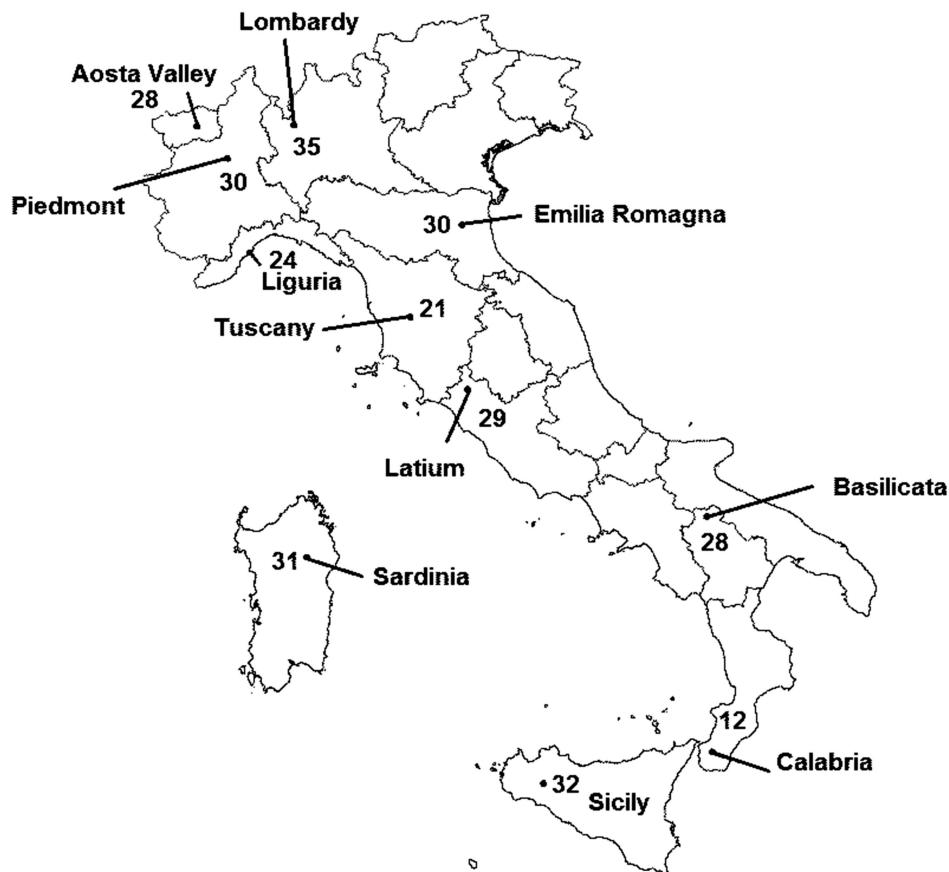 Lombardy
Aosta Valley
28
35
30
Piedmont
30 Emilia Romagna
24
Liguria
21
Tuscany
29
Latium
Basilicata
28
31
Sardinia
12
Calabria
32
Sicily